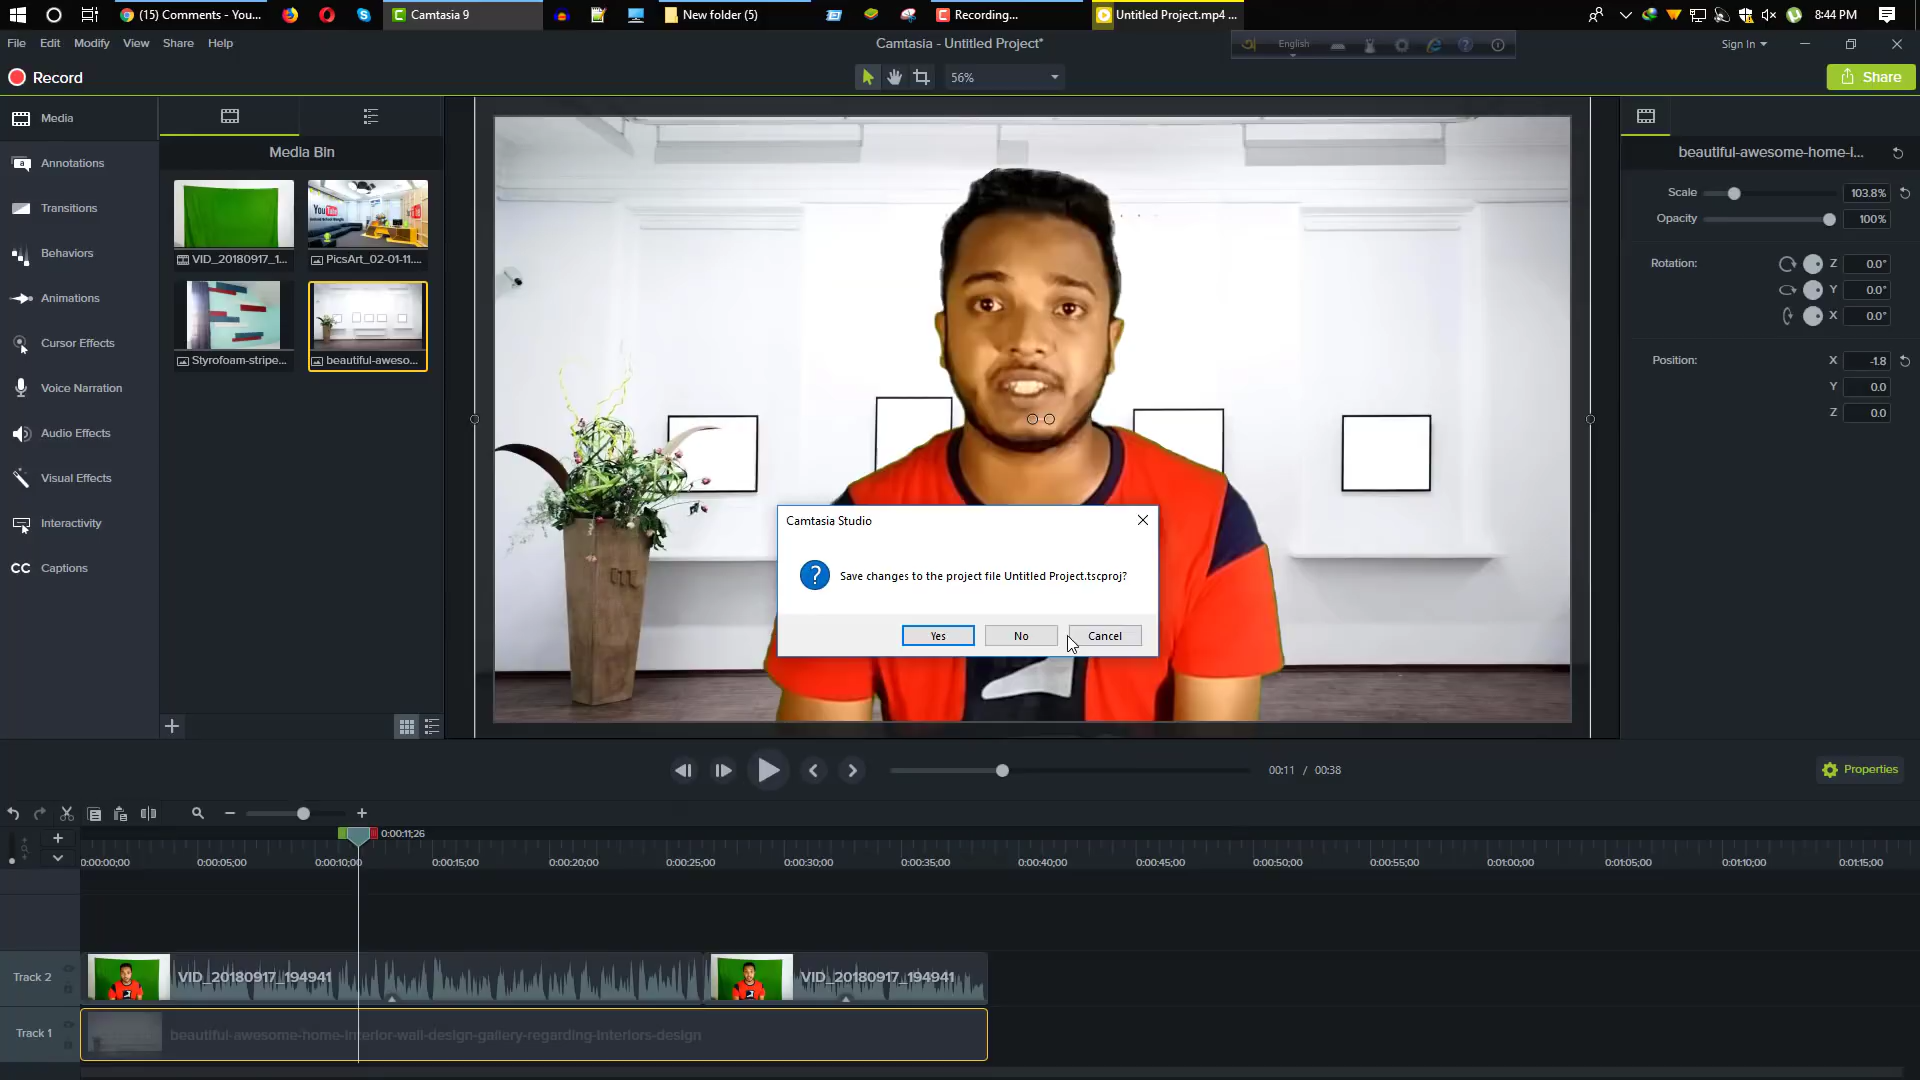 (15) Comments - You...
Camtasia 9
New folder (5)
Recording...
Untitled Project.mp4 ...
8:44 PM
File
Edit
Modify
View
Share
Help
Camtasia - Untitled Project*
English
Sign In
Record
56%
Share
Media
Annotations
Transitions
Behaviors
Animations
Cursor Effects
Voice Narration
Audio Effects
Visual Effects
Interactivity
CC Captions
Media Bin
VID_20180917_1...
PicsArt_02-01-11....
Styrofoam-stripe...
beautiful-aweso...
beautiful-awesome-home-i...
Scale 103.8%
Opacity 100%
Rotation: Z 0.0°
Y 0.0°
X 0.0°
Position: X -1.8
Y 0.0
Z 0.0
Camtasia Studio
Save changes to the project file Untitled Project.tscproj?
Yes
No
Cancel
00:11 / 00:38
Properties
0:00:11;26
0:00:00;00
0:00:05;00
0:00:10;00
0:00:15;00
0:00:20;00
0:00:25;00
0:00:30;00
0:00:35;00
0:00:40;00
0:00:45;00
0:00:50;00
0:00:55;00
0:01:00;00
0:01:05;00
0:01:10;00
0:01:15;00
Track 2
VID_20180917_194941
VID_20180917_194941
Track 1
beautiful-awesome-home-interior-wall-design-gallery-regarding-interiors-design